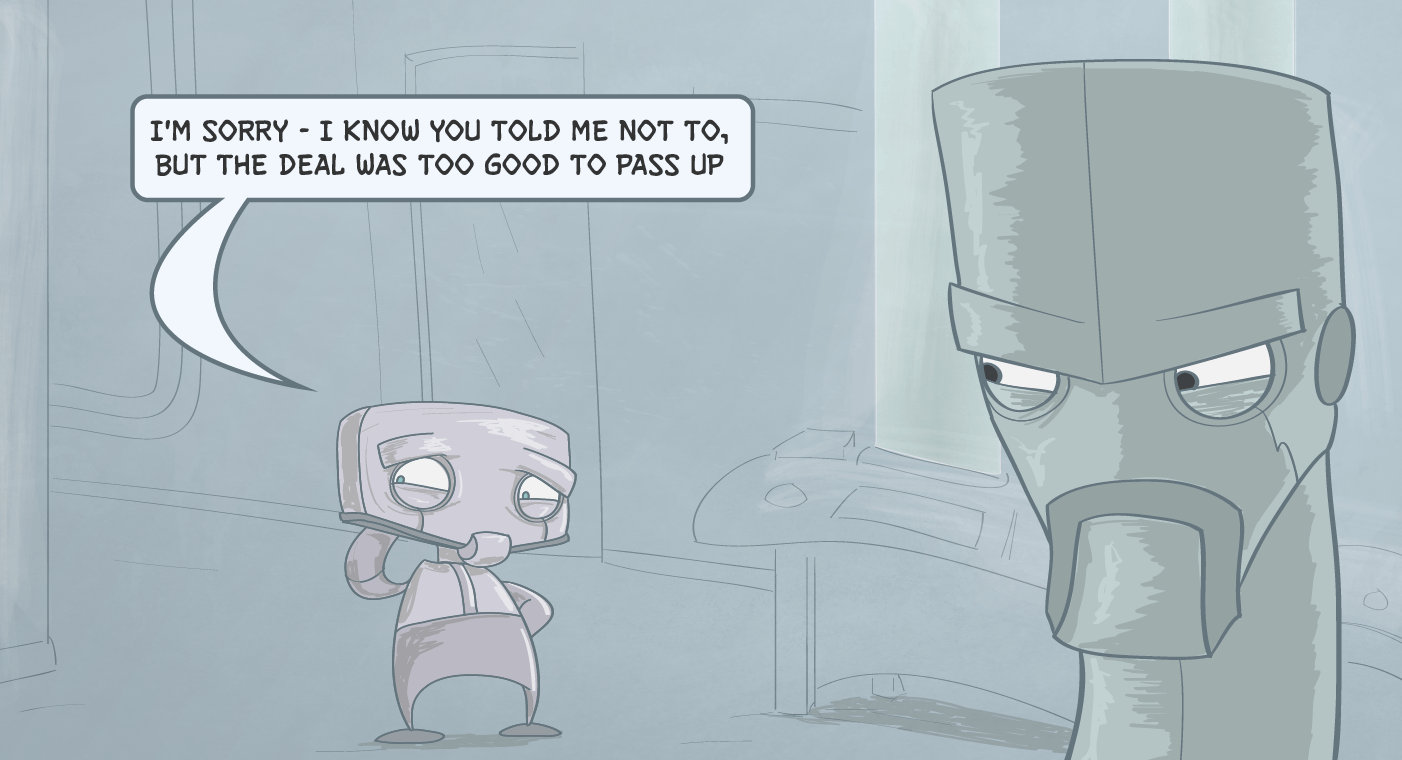 I'M SORRY - I KNOW YOU TOLD ME NOT TO,
BUT THE DEAL WAS TOO GOOD TO PASS UP